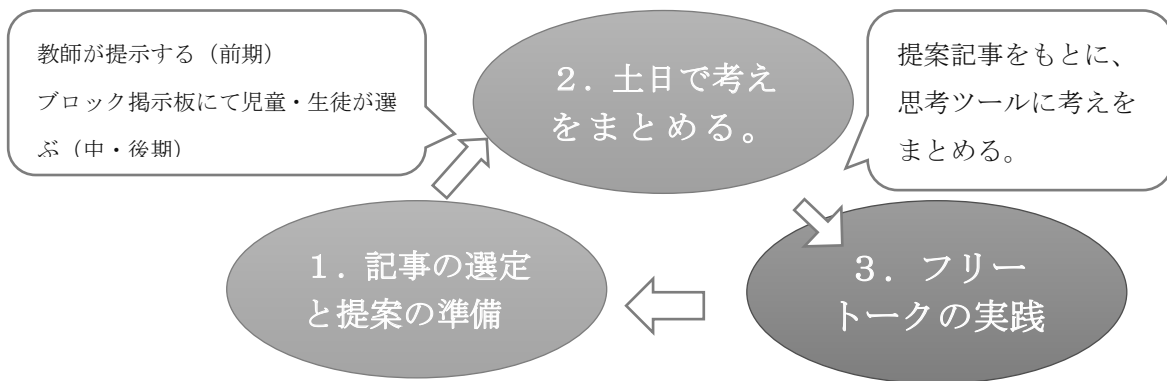 教師が提示する（前期）
ブロック掲示板にて児童・生徒が選
ぶ（中・後期）
２．土日で考え
をまとめる。
提案記事をもとに、
思考ツールに考えを
まとめる。
１．記事の選定
と提案の準備
３．フリー
トークの実践